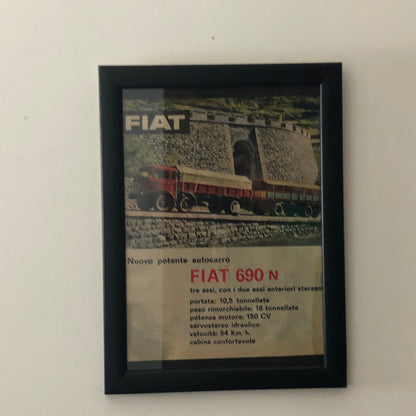 FIAT
Nuovo potente autocarro
FIAT 690 N
tre assi, con i due assi anteriori sterzan
portata: 10,5 tonnellate
peso rimorchiabile: 18 tonnellate
potenza motore: 150 CV
servosterzo idraulico
velocità: 54 Km/h.
cabina confortevole